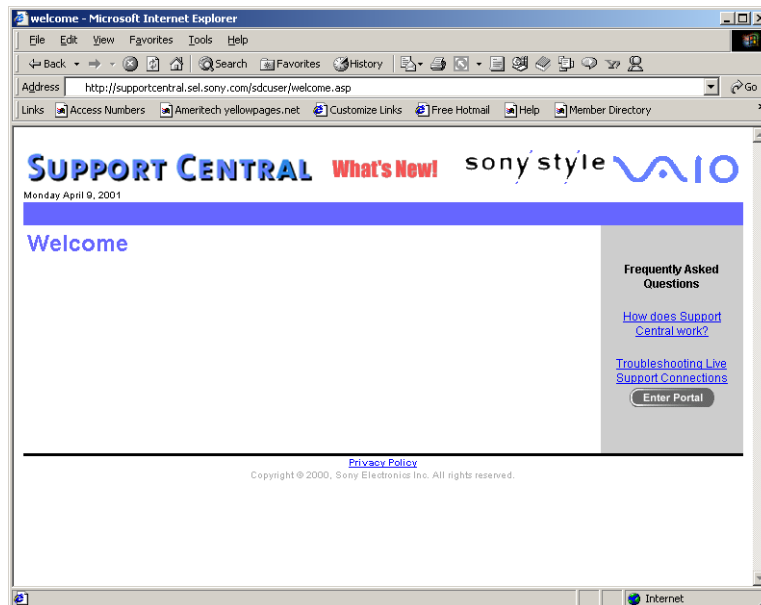 welcome - Microsoft Internet Explorer
File Edit View Favorites Tools Help
Back Search Favorites History
Address http://supportcentral.sel.sony.com/sdcuser/welcome.asp Go
Links Access Numbers Ameritech yellowpages.net Customize Links Free Hotmail Help Member Directory
SUPPORT CENTRAL What's New! sony style VAIO
Monday April 9, 2001
Welcome
Frequently Asked
Questions
How does Support
Central work?
Troubleshooting Live
Support Connections
Enter Portal
Privacy Policy
Copyright © 2000, Sony Electronics Inc. All rights reserved.
Internet